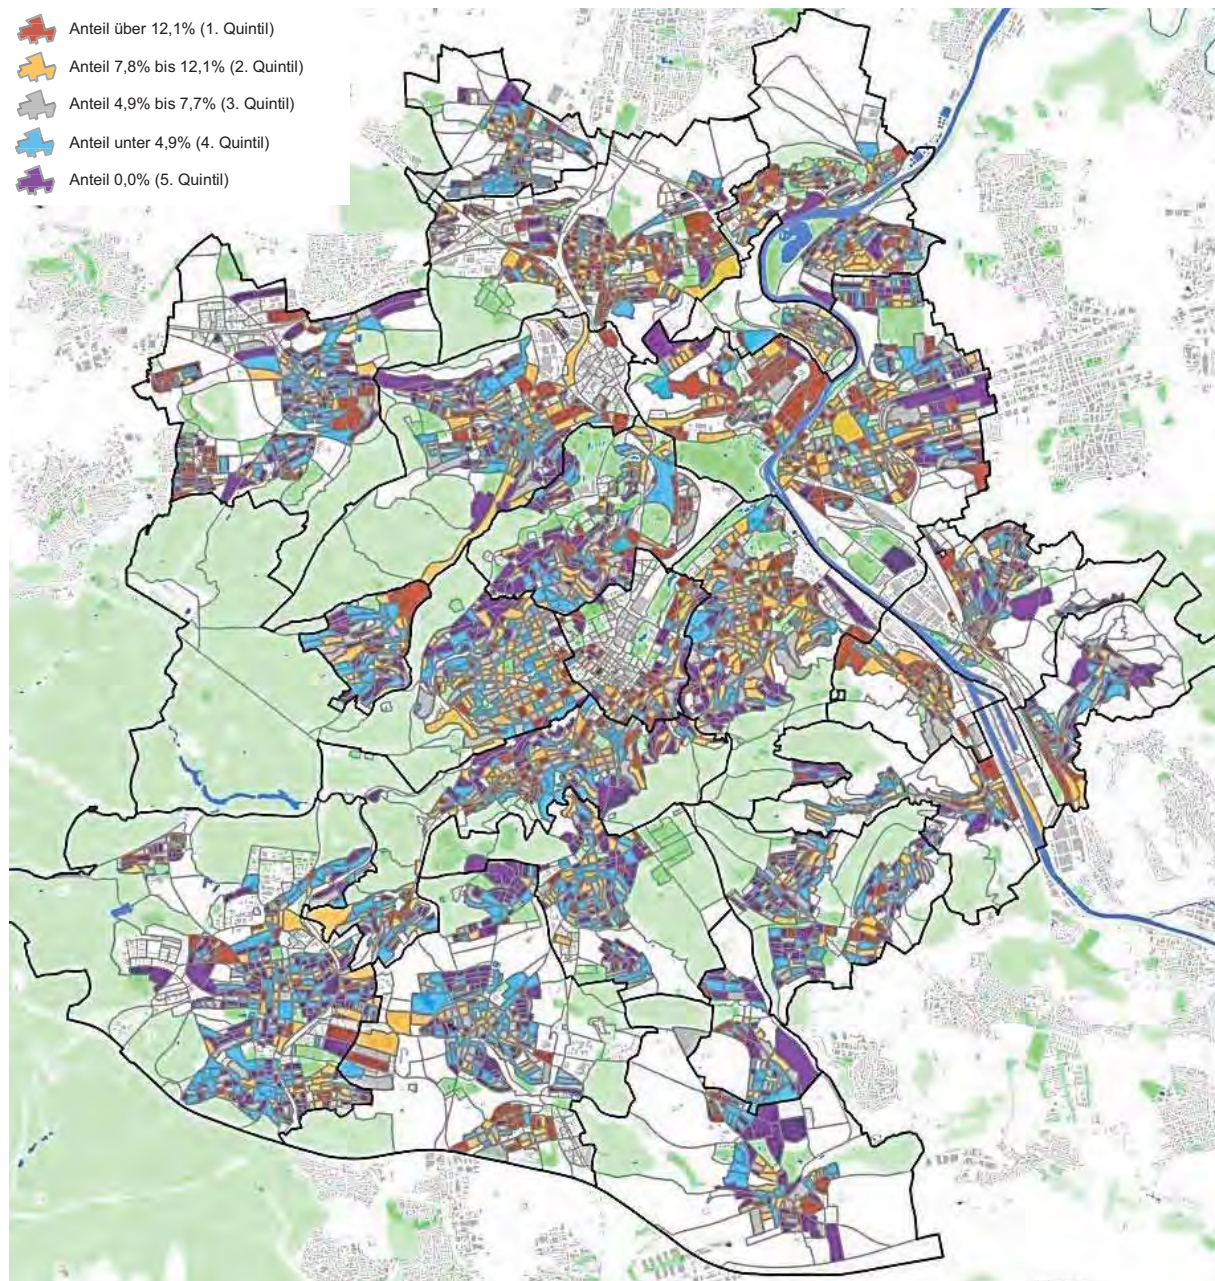 Anteil über 12,1% (1. Quintil)
Anteil 7,8% bis 12,1% (2. Quintil)
Anteil 4,9% bis 7,7% (3. Quintil)
Anteil unter 4,9% (4. Quintil)
Anteil 0,0% (5. Quintil)